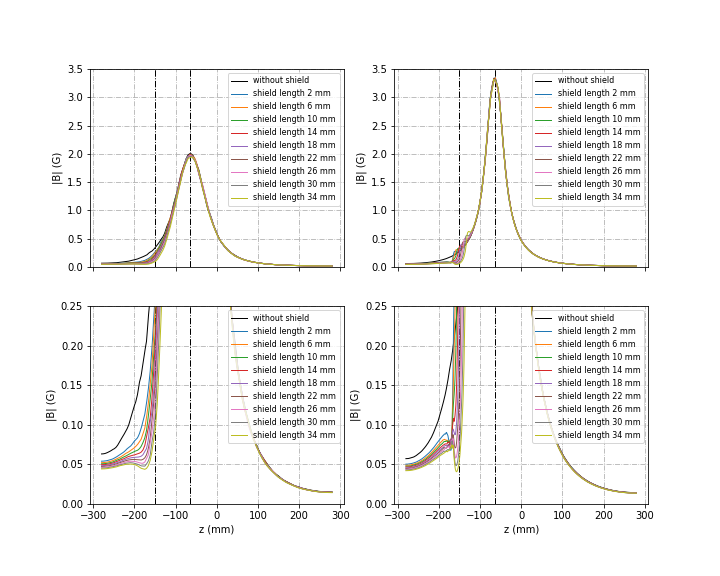 3.5
3.0
2.5
2.0
1.5
1.0
0.5
0.0
|B| (G)
without shield
shield length 2 mm
shield length 6 mm
shield length 10 mm
shield length 14 mm
shield length 18 mm
shield length 22 mm
shield length 26 mm
shield length 30 mm
shield length 34 mm
3.5
3.0
2.5
2.0
1.5
1.0
0.5
0.0
|B| (G)
without shield
shield length 2 mm
shield length 6 mm
shield length 10 mm
shield length 14 mm
shield length 18 mm
shield length 22 mm
shield length 26 mm
shield length 30 mm
shield length 34 mm
0.25
0.20
0.15
0.10
0.05
0.00
|B| (G)
without shield
shield length 2 mm
shield length 6 mm
shield length 10 mm
shield length 14 mm
shield length 18 mm
shield length 22 mm
shield length 26 mm
shield length 30 mm
shield length 34 mm
−300 −200 −100 0 100 200 300
z (mm)
0.25
0.20
0.15
0.10
0.05
0.00
|B| (G)
without shield
shield length 2 mm
shield length 6 mm
shield length 10 mm
shield length 14 mm
shield length 18 mm
shield length 22 mm
shield length 26 mm
shield length 30 mm
shield length 34 mm
−300 −200 −100 0 100 200 300
z (mm)